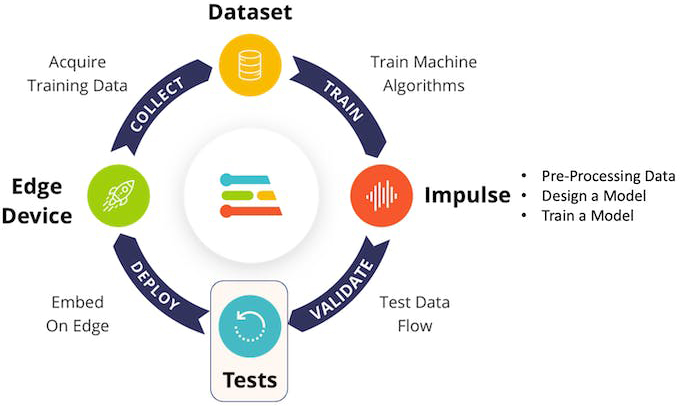 Dataset
Acquire
Training Data
COLLECT
TRAIN
Train Machine
Algorithms
Edge
Device
Impulse
• Pre-Processing Data
• Design a Model
• Train a Model
DEPLOY
VALIDATE
Embed
On Edge
Test Data
Flow
Tests